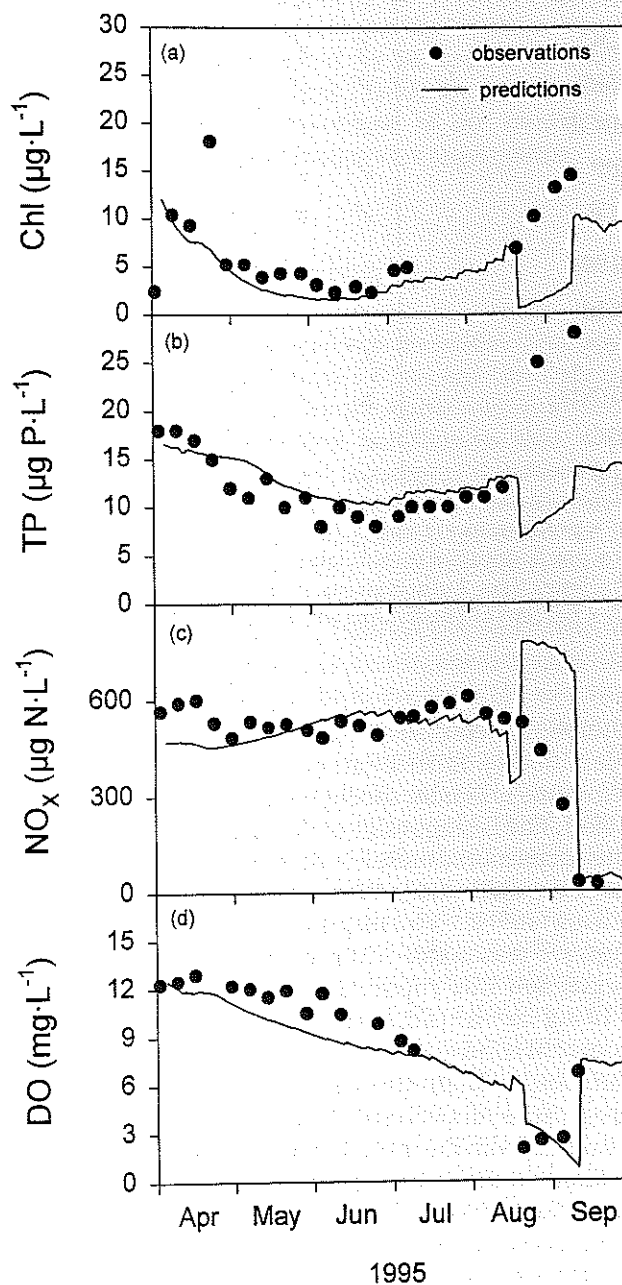 30
25
20
15
10
5
0
Chl (µg·L⁻¹)
(a)
observations
predictions
25
20
15
10
5
0
TP (µg P·L⁻¹)
(b)
600
300
0
NOₓ (µg N·L⁻¹)
(c)
15
12
9
6
3
0
DO (mg·L⁻¹)
(d)
Apr May Jun Jul Aug Sep
1995